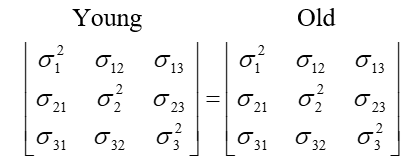 Young Old
σ₁² σ₁₂ σ₁₃ σ₁² σ₁₂ σ₁₃
σ₂₁ σ₂² σ₂₃ = σ₂₁ σ₂² σ₂₃
σ₃₁ σ₃₂ σ₃² σ₃₁ σ₃₂ σ₃²